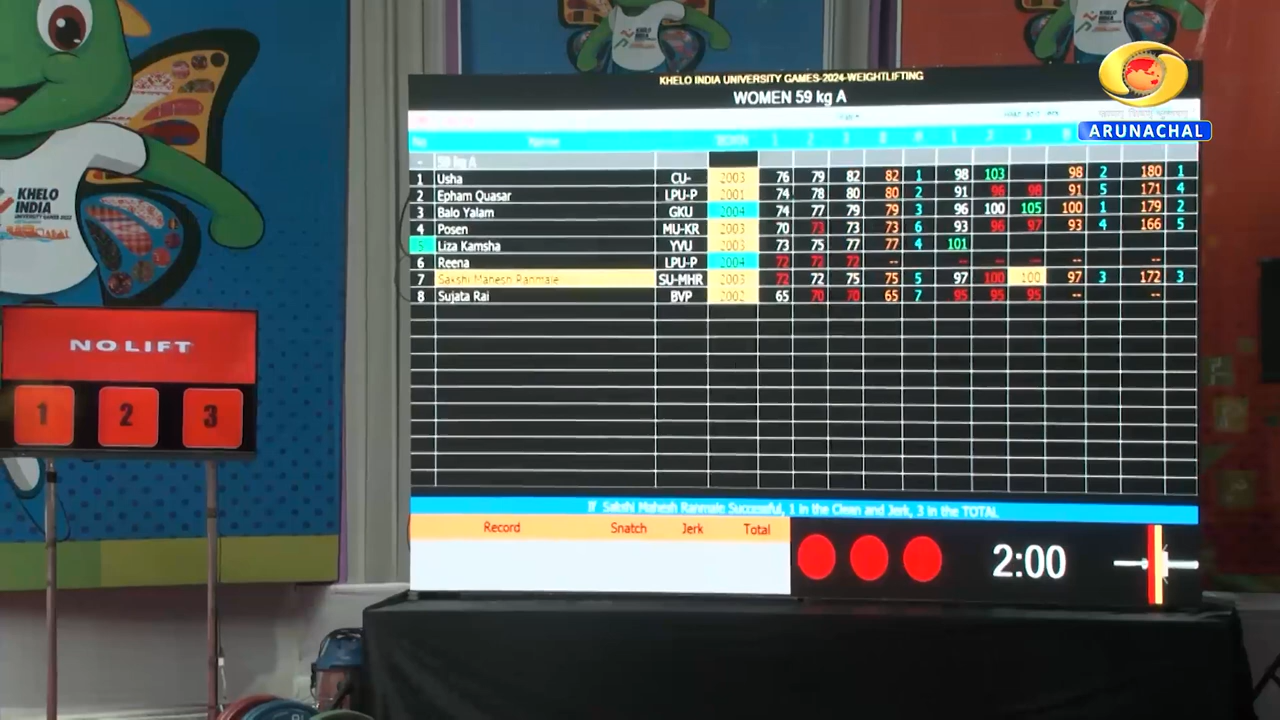 KHELO INDIA UNIVERSITY GAMES-2024-WEIGHTLIFTING
WOMEN 59 kg A
ARUNACHAL
No Name 1 2 3 B R 1 2 3 B
- 59 kg A
1 Usha CU- 2003 76 79 82 82 1 98 103 98 2 180 1
2 Epham Quasar LPU-P 2001 74 78 80 80 2 91 96 98 91 5 171 4
3 Balo Yalam GKU 2004 74 77 79 79 3 96 100 105 100 1 179 2
4 Posen MU-KR 2003 70 73 73 73 6 93 96 97 93 4 166 5
5 Liza Kamsha YVU 2003 73 75 77 77 4 101
6 Reena LPU-P 2004 72 72 72 -- -- -- -- -- --
7 Sakshi Mahesh Ranmale SU-MHR 2003 72 72 75 75 5 97 100 100 97 3 172 3
8 Sujata Rai BVP 2002 65 70 70 65 7 95 95 95 -- --
If Sakshi Mahesh Ranmale Successful, 1 in the Clean and Jerk, 3 in the TOTAL
Record Snatch Jerk Total
2:00
KHELO
INDIA
NO LIFT
1 2 3